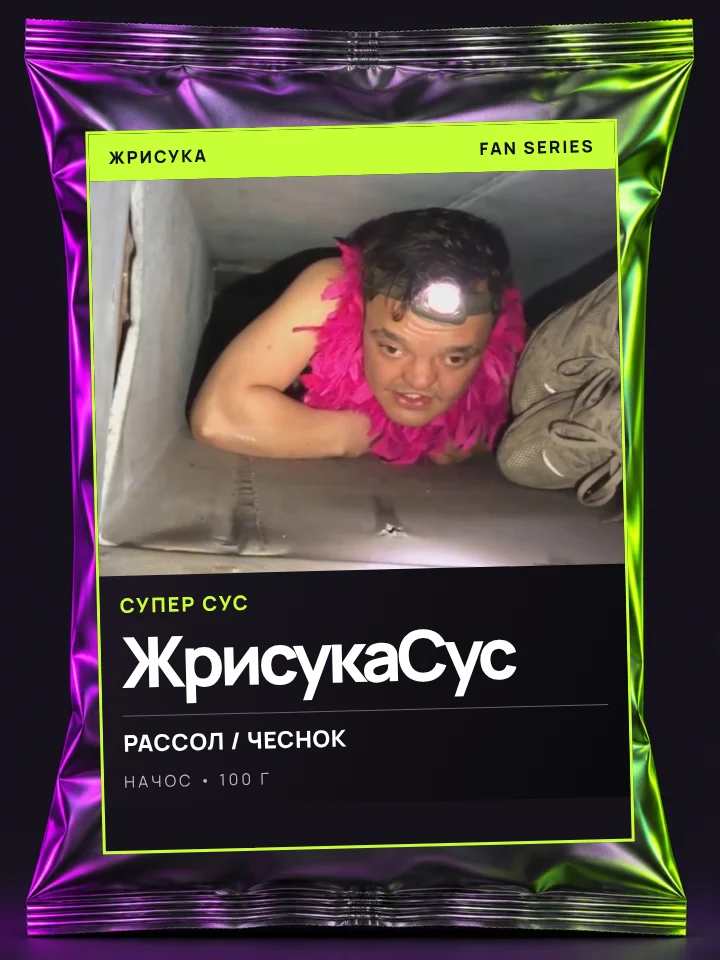 ЖРИСУКА FAN SERIES
СУПЕР СУС
ЖрисукаСус
РАССОЛ / ЧЕСНОК
НАЧОС • 100 Г